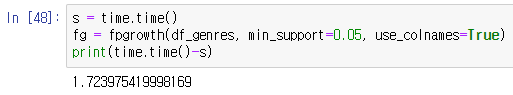 In [48]:
s = time.time()
fg = fpgrowth(df_genres, min_support=0.05, use_colnames=True)
print(time.time()-s)
1.723975419998169